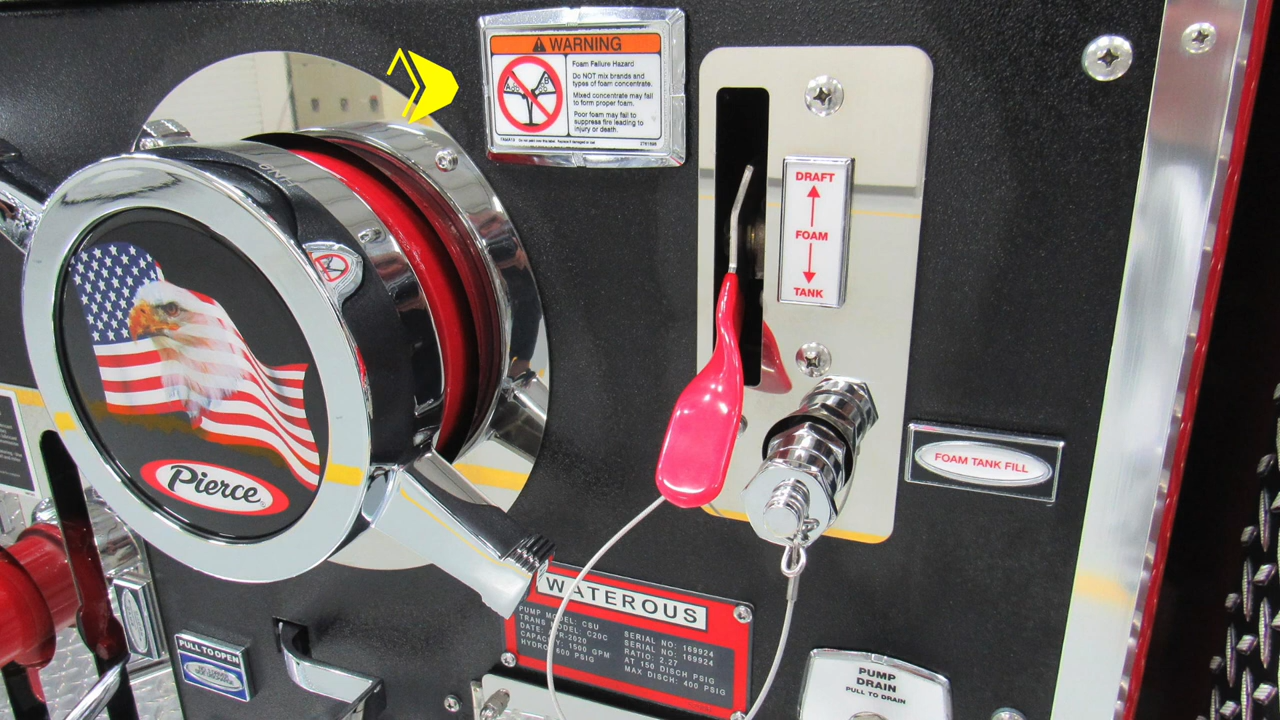 WARNING
Foam Failure Hazard
Do NOT mix brands and
types of foam concentrate.
Mixed concentrate may fail
to form proper foam.
Poor foam may fail to
suppress fire leading to
injury or death.
DRAFT
FOAM
TANK
Pierce
FOAM TANK FILL
WATEROUS
PUMP MODEL: CSU
TRANS MODEL: C20C
DATE: APR-2020
CAPACITY: 1500 GPM
PSIG
SERIAL NO: 169924
SERIAL NO: 169924
RATIO: 2.27
AT 150 DISCH PSIG
MAX DISCH: 400 PSIG
PULL TO OPEN
PUMP
DRAIN
PULL TO DRAIN